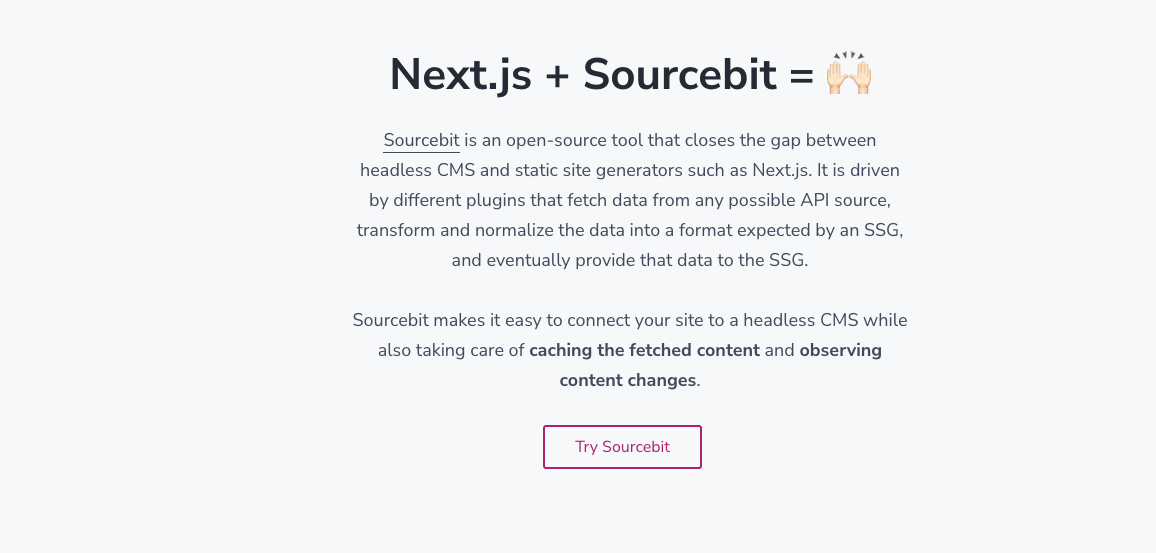 Next.js + Sourcebit = 🙌🏻
Sourcebit is an open-source tool that closes the gap between
headless CMS and static site generators such as Next.js. It is driven
by different plugins that fetch data from any possible API source,
transform and normalize the data into a format expected by an SSG,
and eventually provide that data to the SSG.
Sourcebit makes it easy to connect your site to a headless CMS while
also taking care of caching the fetched content and observing
content changes.
Try Sourcebit